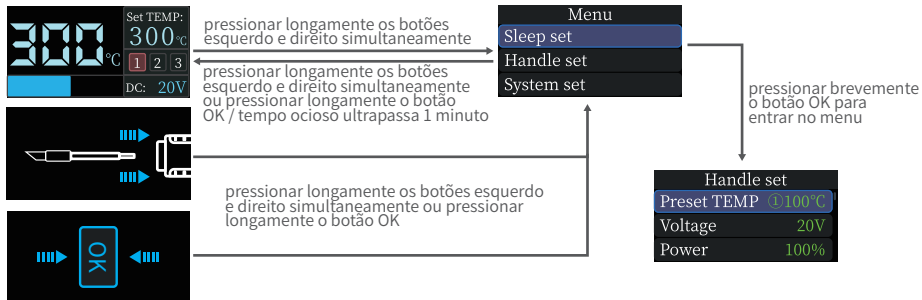 300°C
Set TEMP:
300°C
1 2 3
DC: 20V
pressionar longamente os botões
esquerdo e direito simultaneamente
pressionar longamente os botões
esquerdo e direito simultaneamente
ou pressionar longamente o botão
OK / tempo ocioso ultrapassa 1 minuto
Menu
Sleep set
Handle set
System set
pressionar brevemente
o botão OK para
entrar no menu
pressionar longamente os botões esquerdo
e direito simultaneamente ou pressionar
longamente o botão OK
OK
Handle set
Preset TEMP ①100℃
Voltage 20V
Power 100%